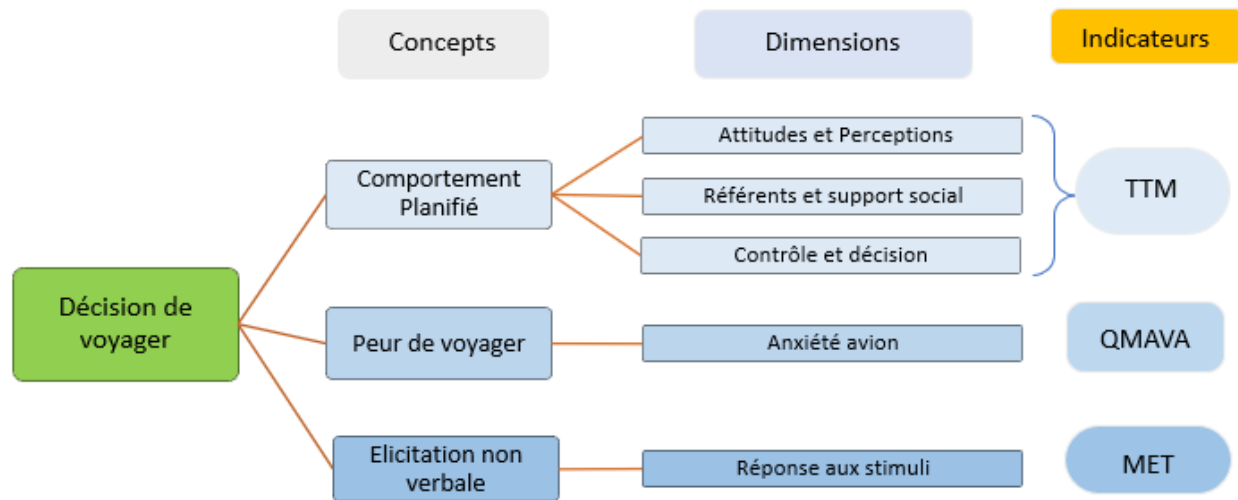 Concepts
Dimensions
Indicateurs
Attitudes et Perceptions
Comportement
Planifié
Référents et support social
TTM
Contrôle et décision
Décision de
voyager
Peur de voyager
Anxiété avion
QMAVA
Elicitation non
verbale
Réponse aux stimuli
MET